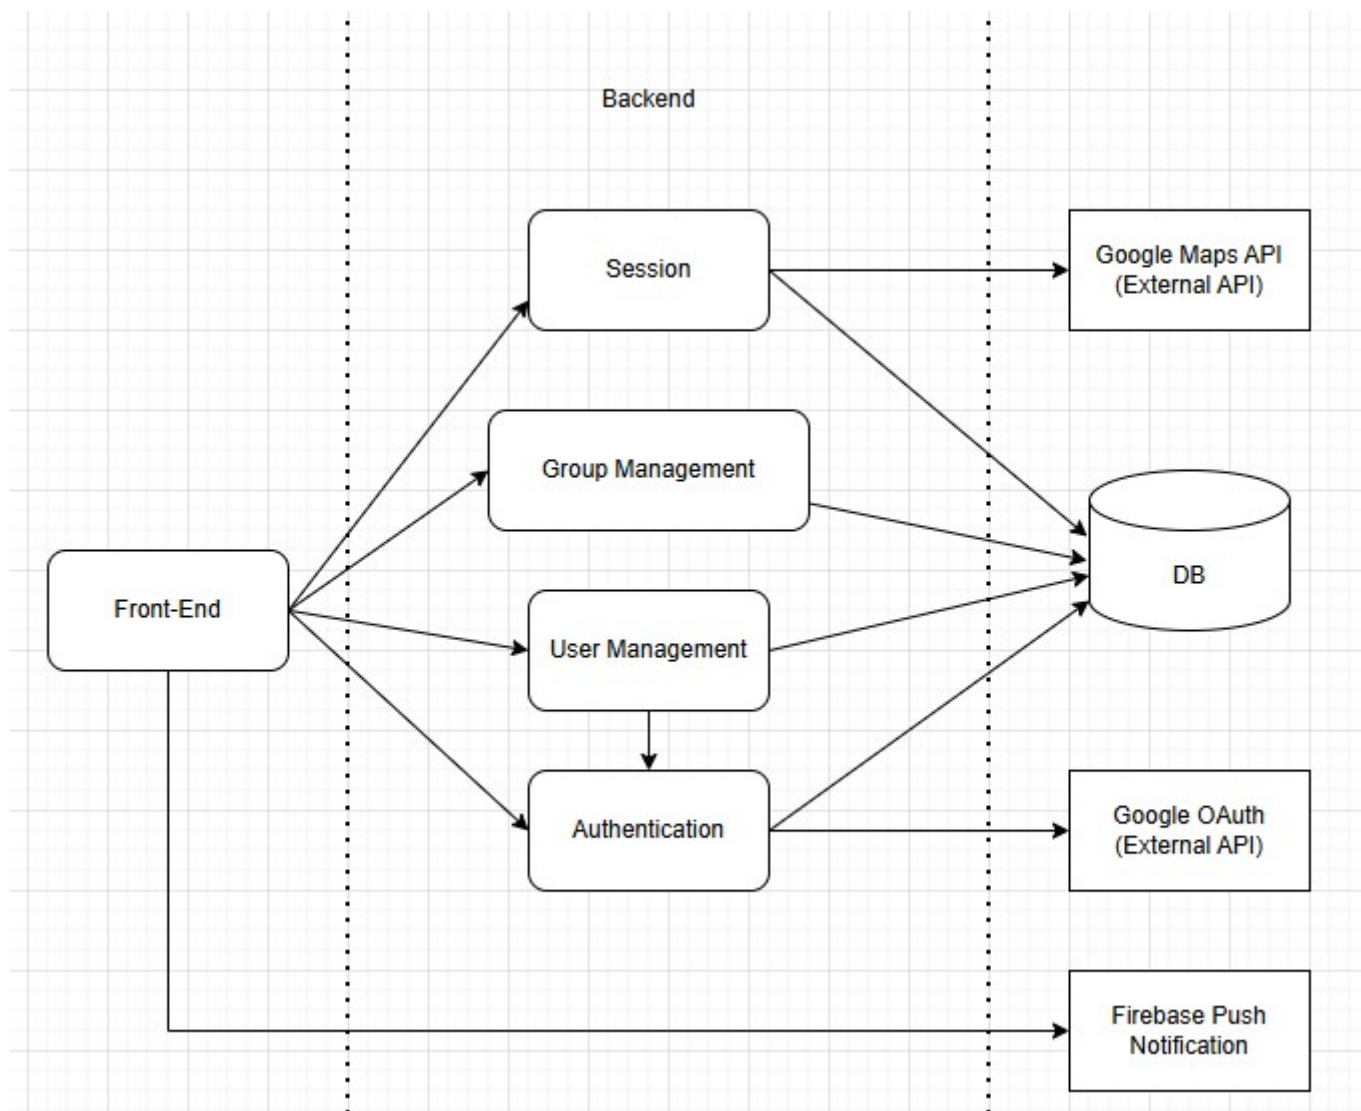 Backend
Session
Google Maps API
(External API)
Group Management
Front-End
User Management
DB
Authentication
Google OAuth
(External API)
Firebase Push
Notification